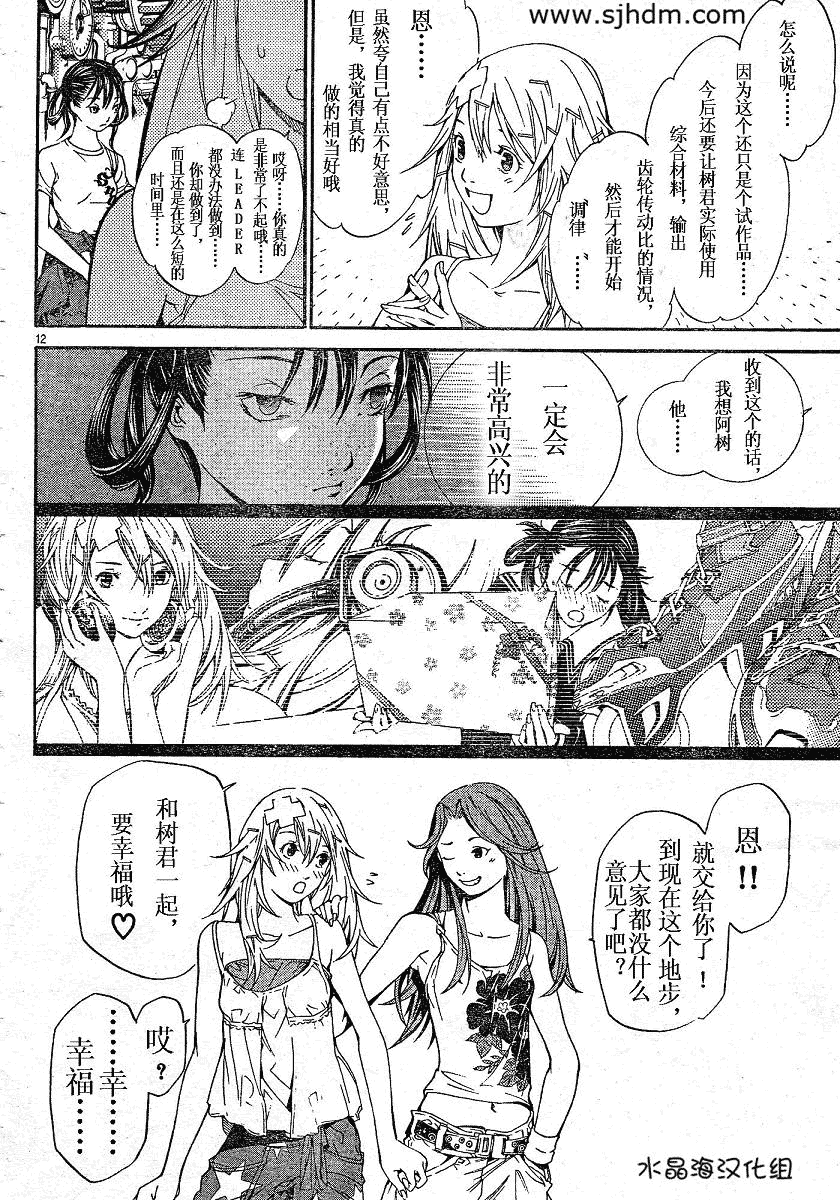 www.sjhdm.com
怎么说呢……
因为这个还只是个试作品……
今后还要让树君实际使用
综合材料，输出
齿轮传动比的情况，
然后才能开始
调律……
恩……
虽然夸自己有点不好意思，
但是，我觉得真的
做的相当好哦
哎呀……你真的
是非常了不起哦……
连LEADER
都没办法做到……
你却做到了，
而且还是在这么短的
时间里……
12
收到这个的话，
我想阿树
他……
一定会
非常高兴的
恩!!
就交给你了！
到现在这个地步，
大家都没什么
意见了吧？
和树君一起，
要幸福哦♡
哎？
……幸……
幸福……
水晶海汉化组